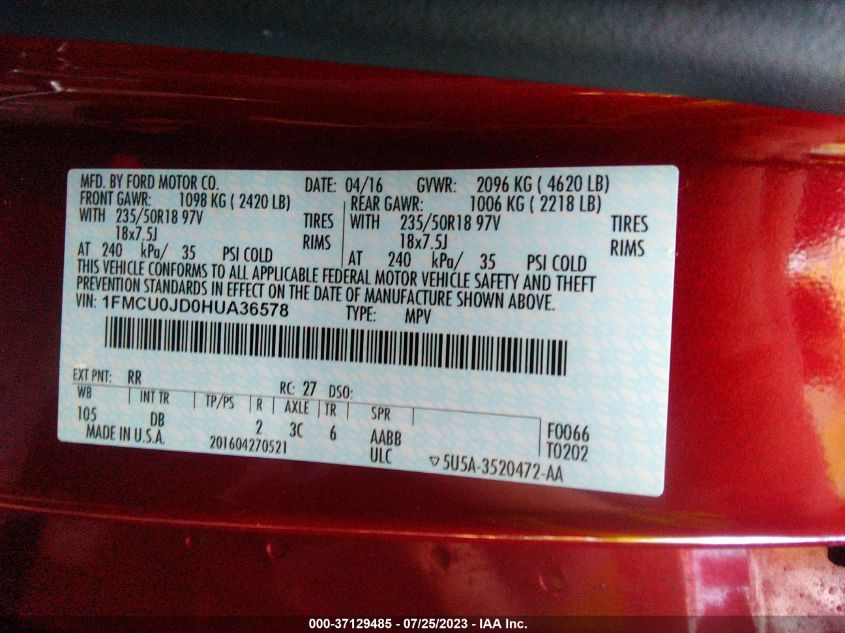 MFD. BY FORD MOTOR CO. DATE: 04/16 GVWR: 2096 KG ( 4620 LB)
FRONT GAWR: 1098 KG ( 2420 LB) REAR GAWR: 1006 KG ( 2218 LB)
WITH 235/50R18 97V TIRES WITH 235/50R18 97V TIRES
18x7.5J RIMS 18x7.5J RIMS
AT 240 kPa/ 35 PSI COLD AT 240 kPa/ 35 PSI COLD
THIS VEHICLE CONFORMS TO ALL APPLICABLE FEDERAL MOTOR VEHICLE SAFETY AND THEFT
PREVENTION STANDARDS IN EFFECT ON THE DATE OF MANUFACTURE SHOWN ABOVE.
VIN: 1FMCU0JD0HUA36578 TYPE: MPV
EXT PNT: RR RC: 27 DSO:
WB INT TR TP/PS R AXLE TR SPR
105 DB 2 3C 6 AABB F0066
MADE IN U.S.A. 201604270521 ULC T0202
▽5U5A-3520472-AA
000-37129485 - 07/25/2023 - IAA Inc.